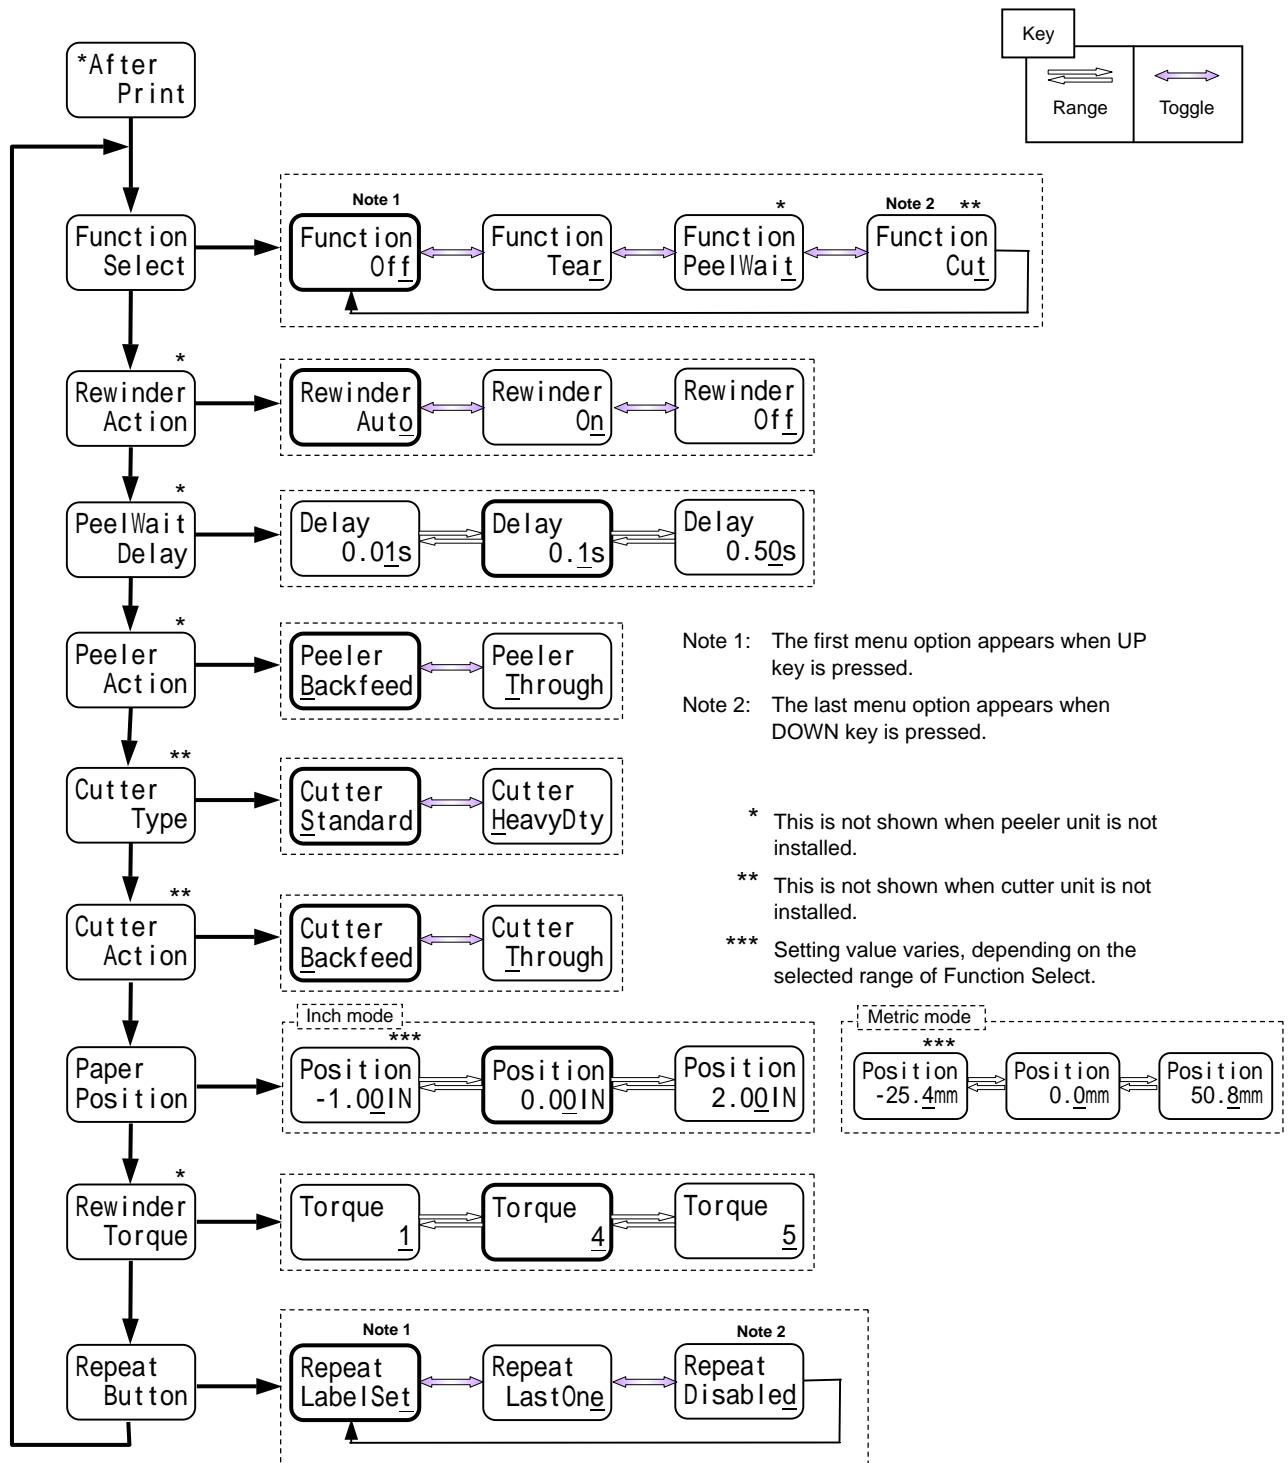 Key
Range
Toggle
*After
Print
Note 1
*
Note 2 **
Function
Select
Function
Off
Function
Tear
Function
PeelWait
Function
Cut
*
Rewinder
Action
Rewinder
Auto
Rewinder
On
Rewinder
Off
*
PeelWait
Delay
Delay
0.01s
Delay
0.1s
Delay
0.50s
*
Peeler
Action
Peeler
Backfeed
Peeler
Through
Note 1: The first menu option appears when UP
key is pressed.
Note 2: The last menu option appears when
DOWN key is pressed.
**
Cutter
Type
Cutter
Standard
Cutter
HeavyDty
* This is not shown when peeler unit is not
installed.
** This is not shown when cutter unit is not
installed.
*** Setting value varies, depending on the
selected range of Function Select.
**
Cutter
Action
Cutter
Backfeed
Cutter
Through
Inch mode
***
Paper
Position
Position
-1.00IN
Position
0.00IN
Position
2.00IN
Metric mode
***
Position
-25.4mm
Position
0.0mm
Position
50.8mm
*
Rewinder
Torque
Torque
1
Torque
4
Torque
5
Note 1
Note 2
Repeat
Button
Repeat
LabelSet
Repeat
LastOne
Repeat
Disabled